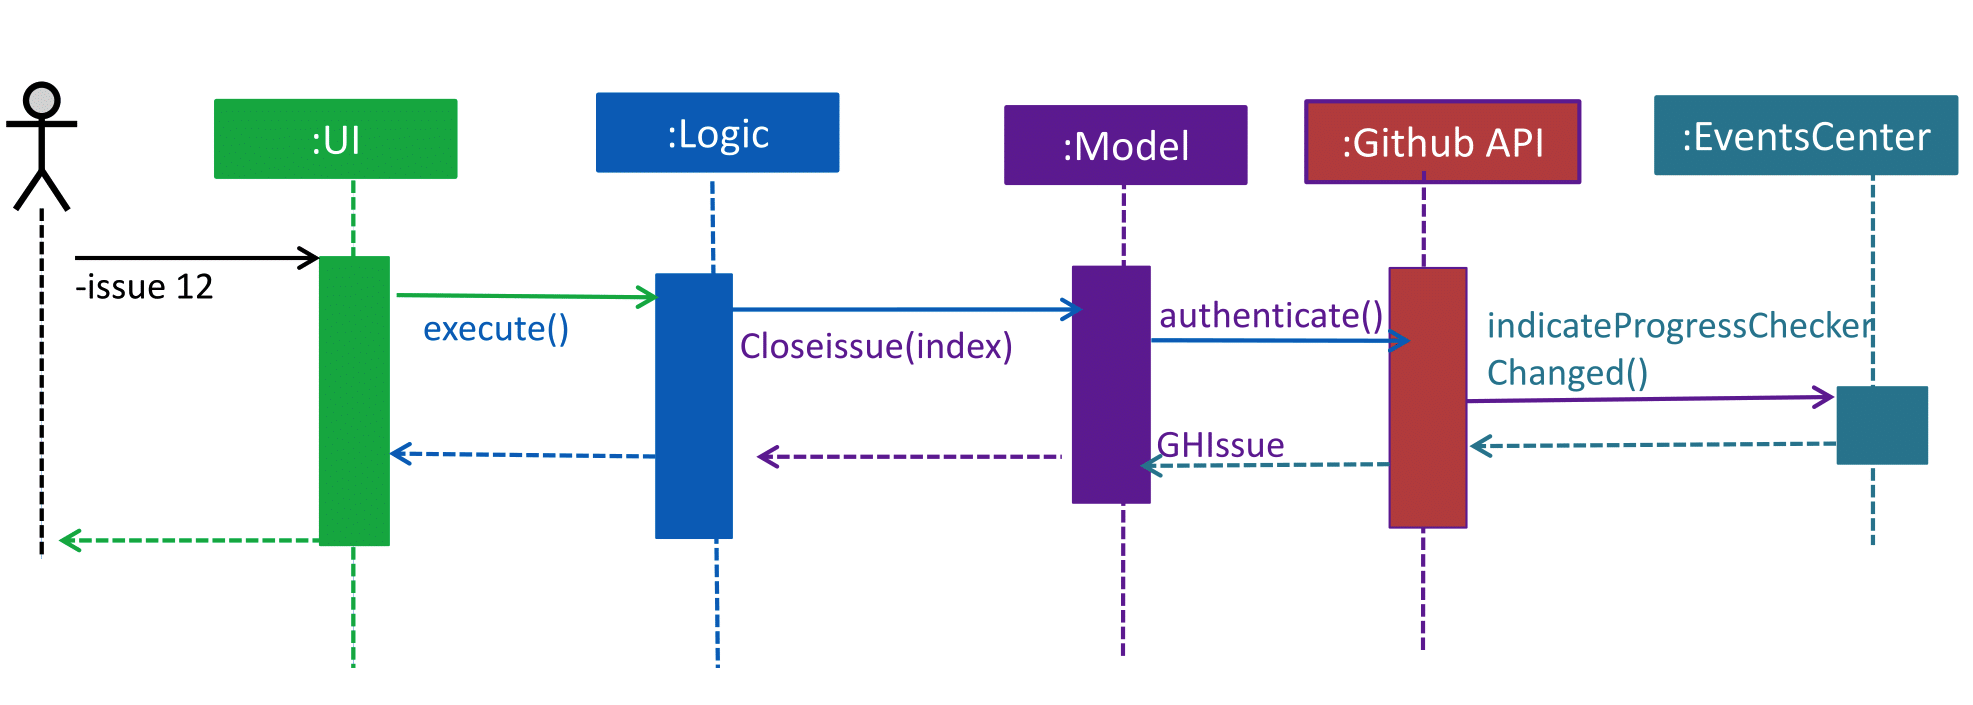 :UI
:Logic
:Model
:Github API
:EventsCenter
-issue 12
execute()
Closeissue(index)
authenticate()
indicateProgressChecker
Changed()
GHIssue